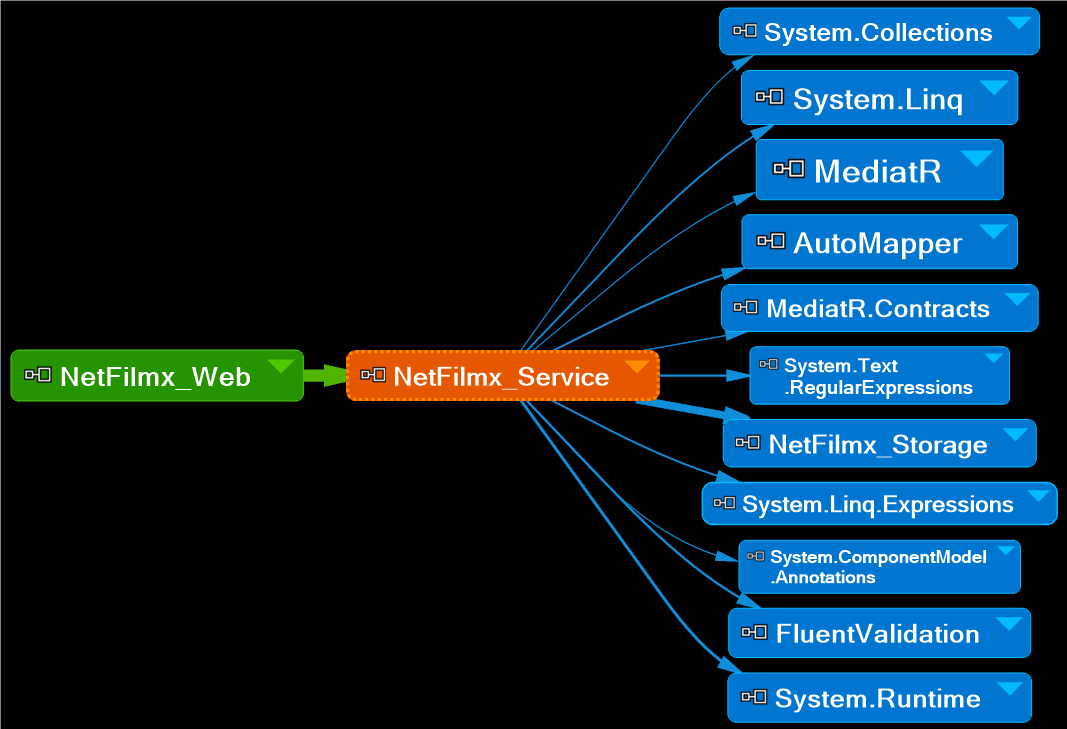 System.Collections
System.Linq
MediatR
AutoMapper
MediatR.Contracts
NetFilmx_Web
NetFilmx_Service
System.Text
.RegularExpressions
NetFilmx_Storage
System.Linq.Expressions
System.ComponentModel
.Annotations
FluentValidation
System.Runtime